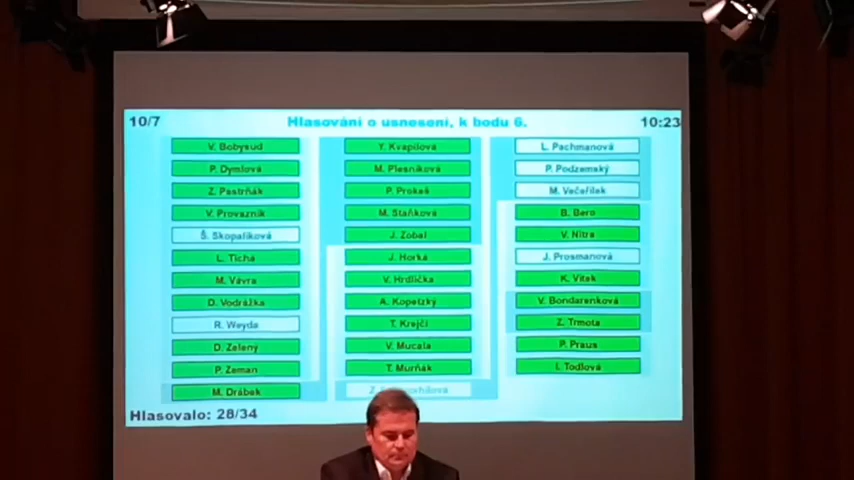 10/7 Hlasování o usnesení, k bodu 6. 10:23
V. Bobysud
P. Dymlová
Z. Pastrňák
V. Provazník
Š. Skopalíková
L. Tichá
M. Vávra
D. Vodrážka
R. Weyda
D. Zelený
P. Zeman
M. Drábek
Y. Kvapilová
M. Plesníková
P. Prokeš
M. Staňková
J. Zobal
J. Horká
V. Hrdlička
A. Kopetzky
T. Krejčí
V. Mucala
T. Murňák
Z.
L. Pachmanová
P. Podzemský
M. Večeřílek
B. Bero
V. Nitra
J. Prosmanová
K. Vítek
V. Bondarenková
Z. Trmota
P. Praus
I. Todlová
Hlasovalo: 28/34